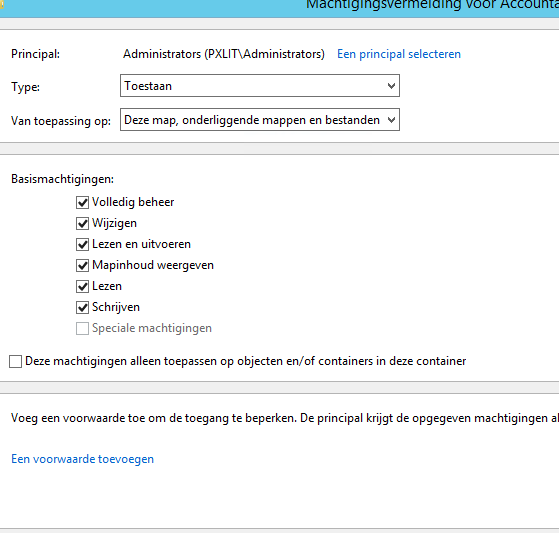 Machtigingsvermelding voor Accounta
Principal: Administrators (PXLIT\Administrators) Een principal selecteren
Type: Toestaan
Van toepassing op: Deze map, onderliggende mappen en bestanden
Basismachtigingen:
Volledig beheer
Wijzigen
Lezen en uitvoeren
Mapinhoud weergeven
Lezen
Schrijven
Speciale machtigingen
Deze machtigingen alleen toepassen op objecten en/of containers in deze container
Voeg een voorwaarde toe om de toegang te beperken. De principal krijgt de opgegeven machtigingen al
Een voorwaarde toevoegen